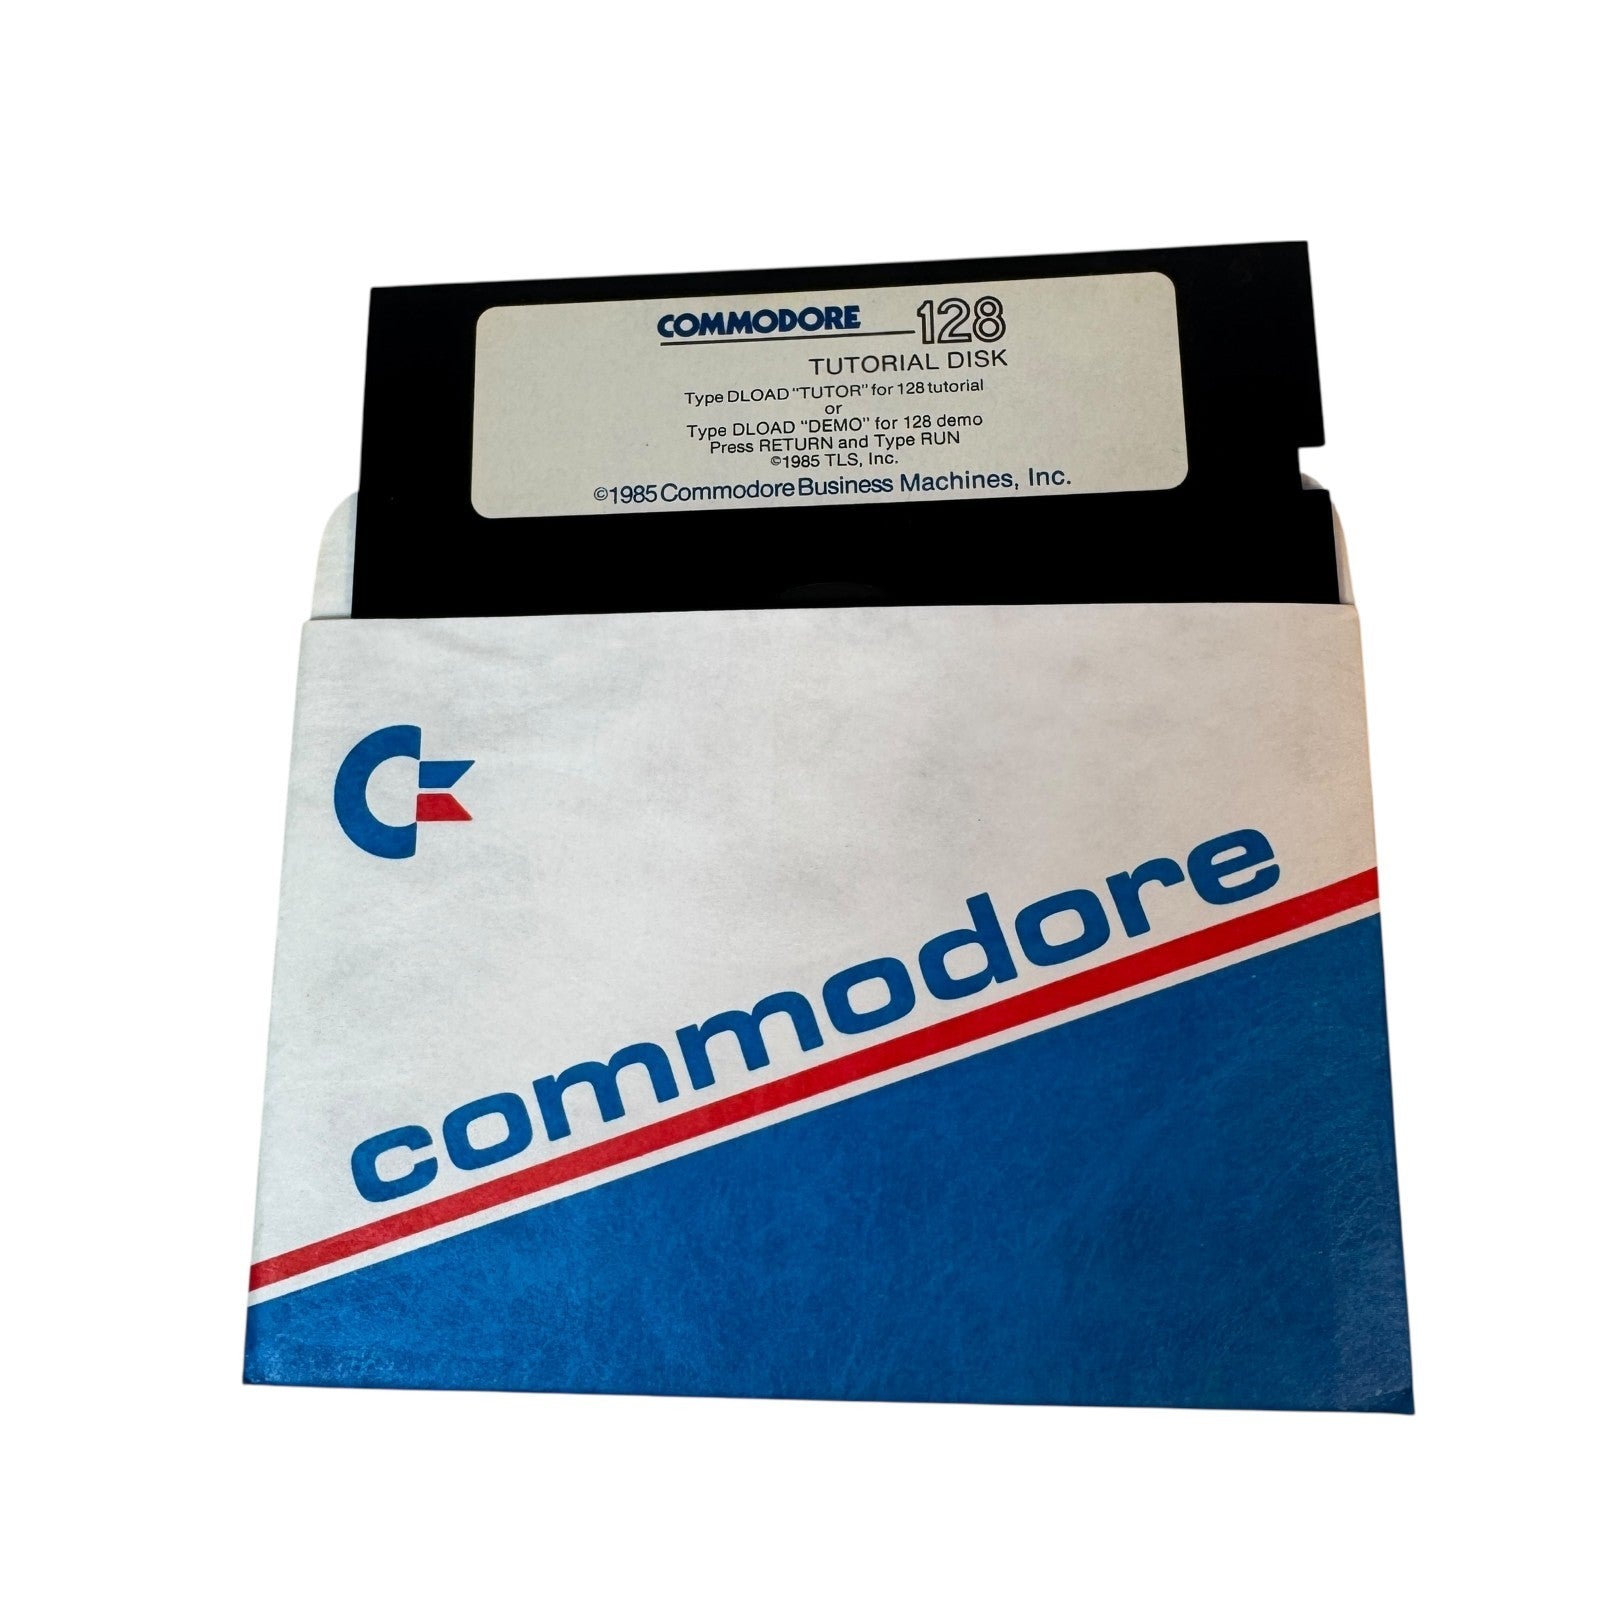 COMMODORE 128
TUTORIAL DISK
Type DLOAD "TUTOR" for 128 tutorial
or
Type DLOAD "DEMO" for 128 demo
Press RETURN and Type RUN
©1985 TLS, Inc.
©1985 Commodore Business Machines, Inc.
commodore